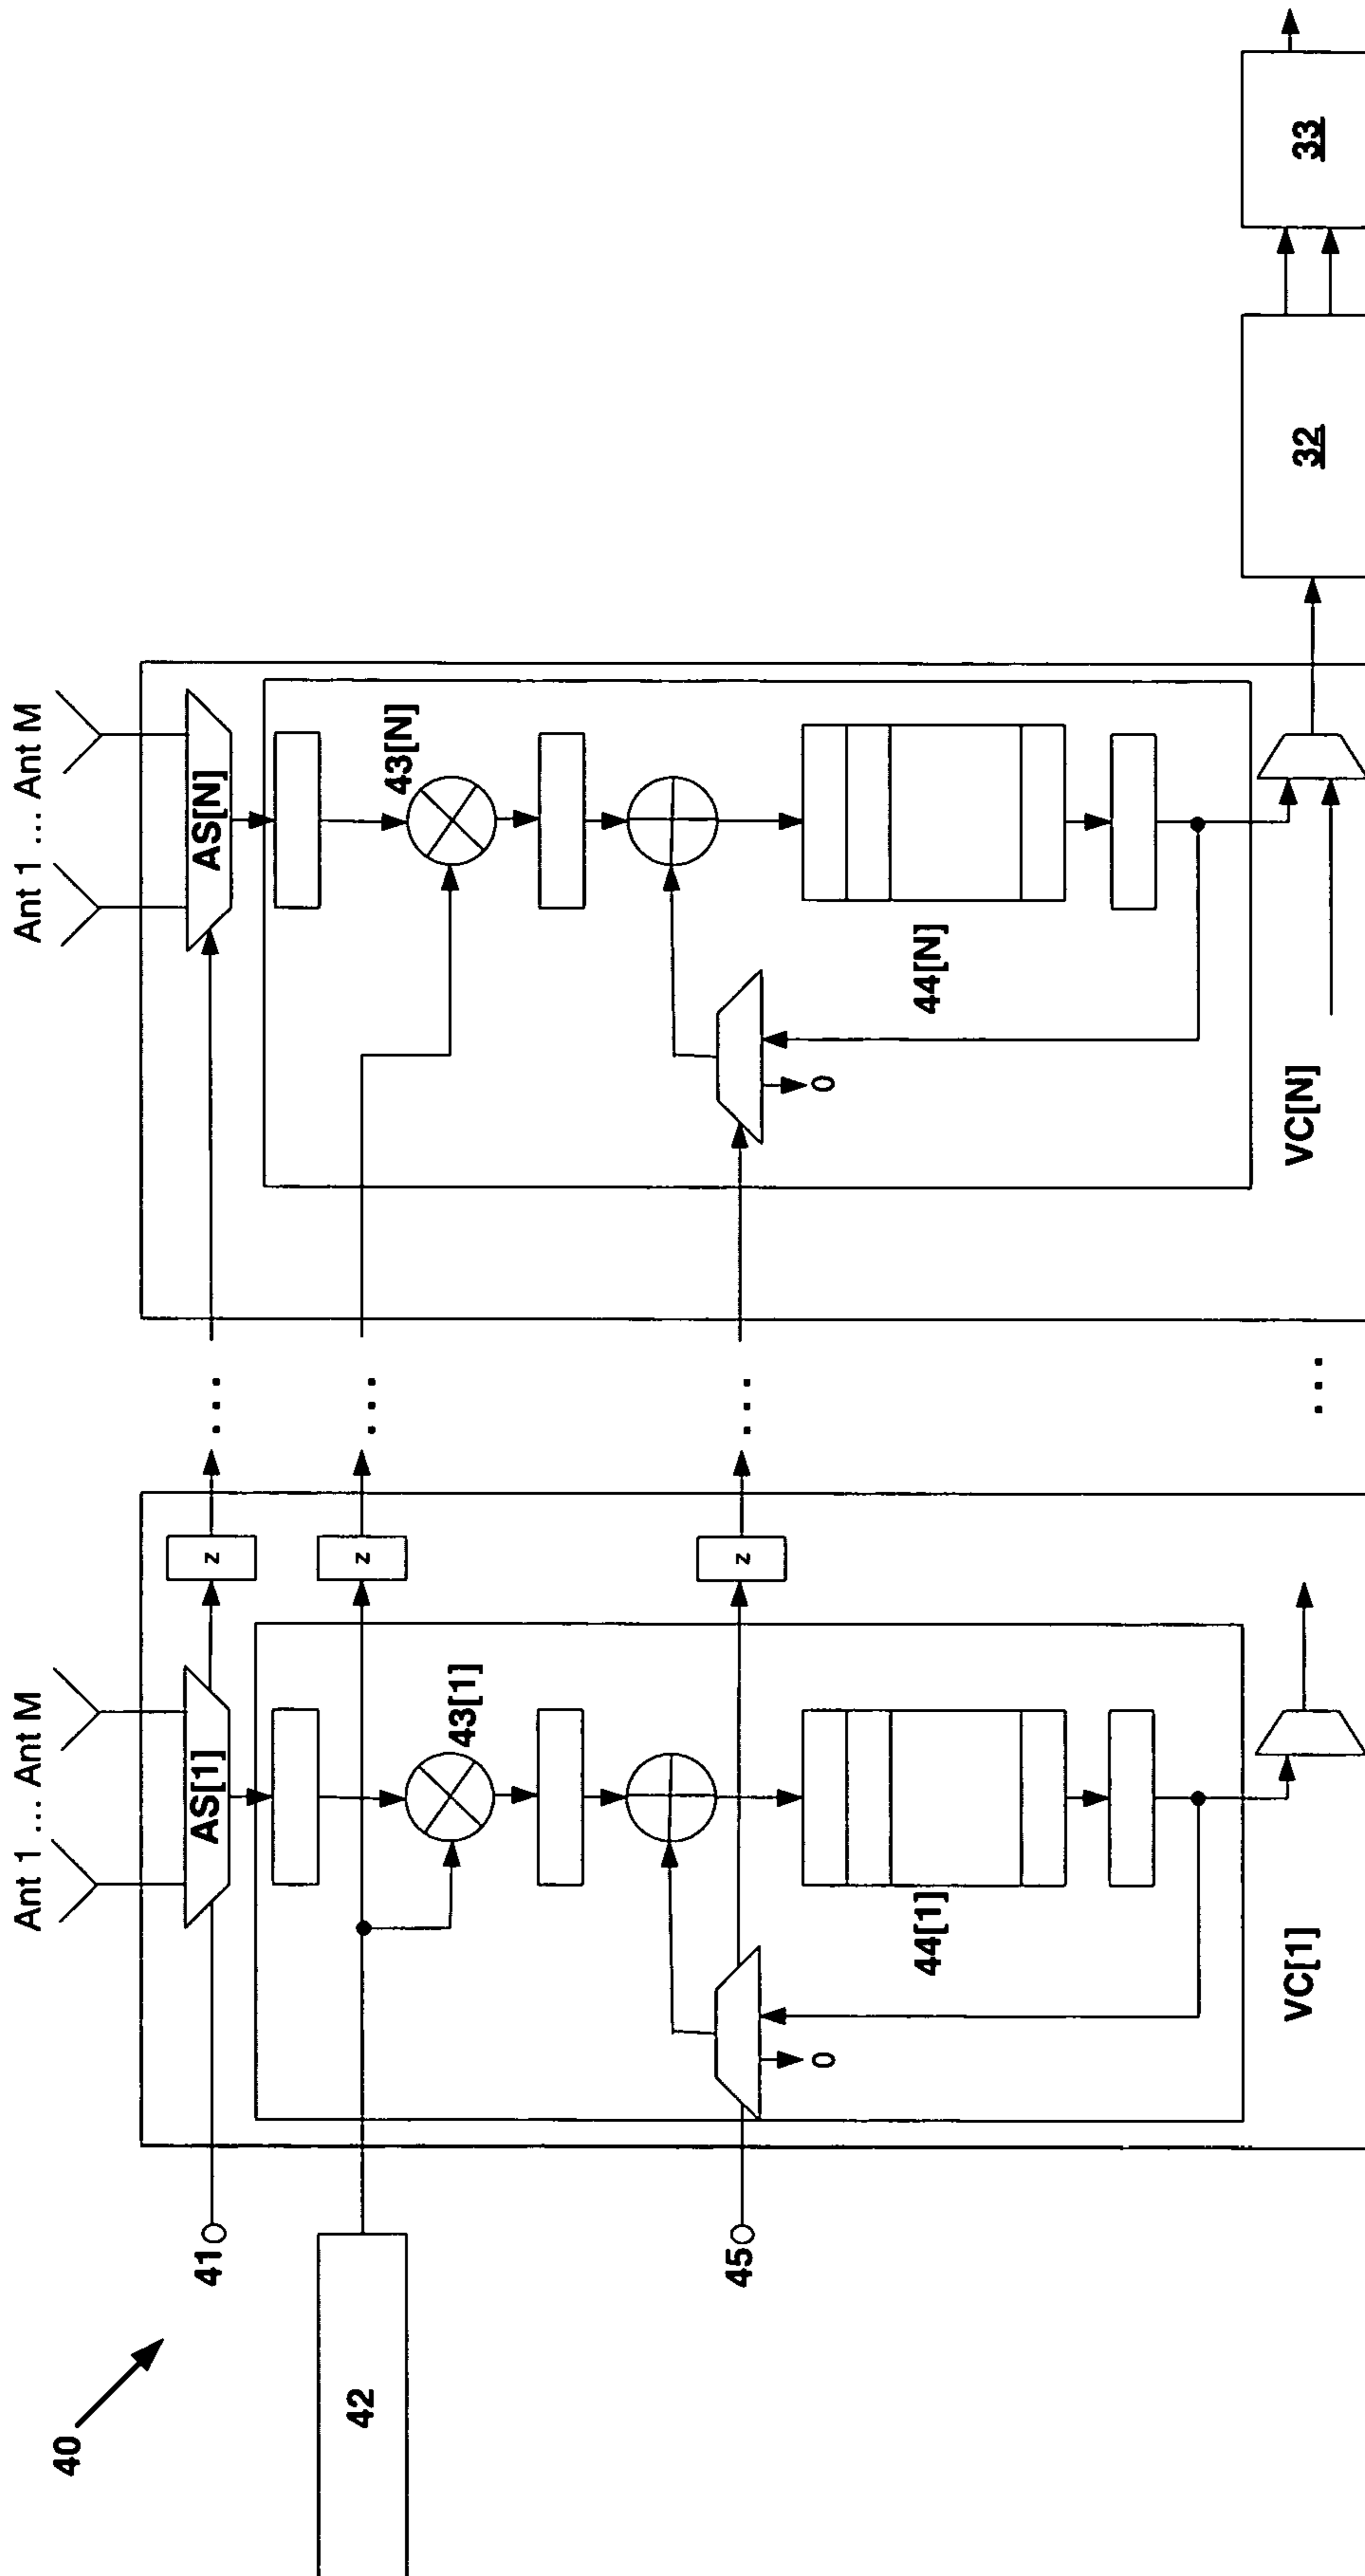 40
41
42
45
Ant 1 ... Ant M
AS[1]
z
z
z
43[1]
44[1]
0
VC[1]
...
...
...
...
Ant 1 ... Ant M
AS[N]
43[N]
44[N]
0
VC[N]
32
33